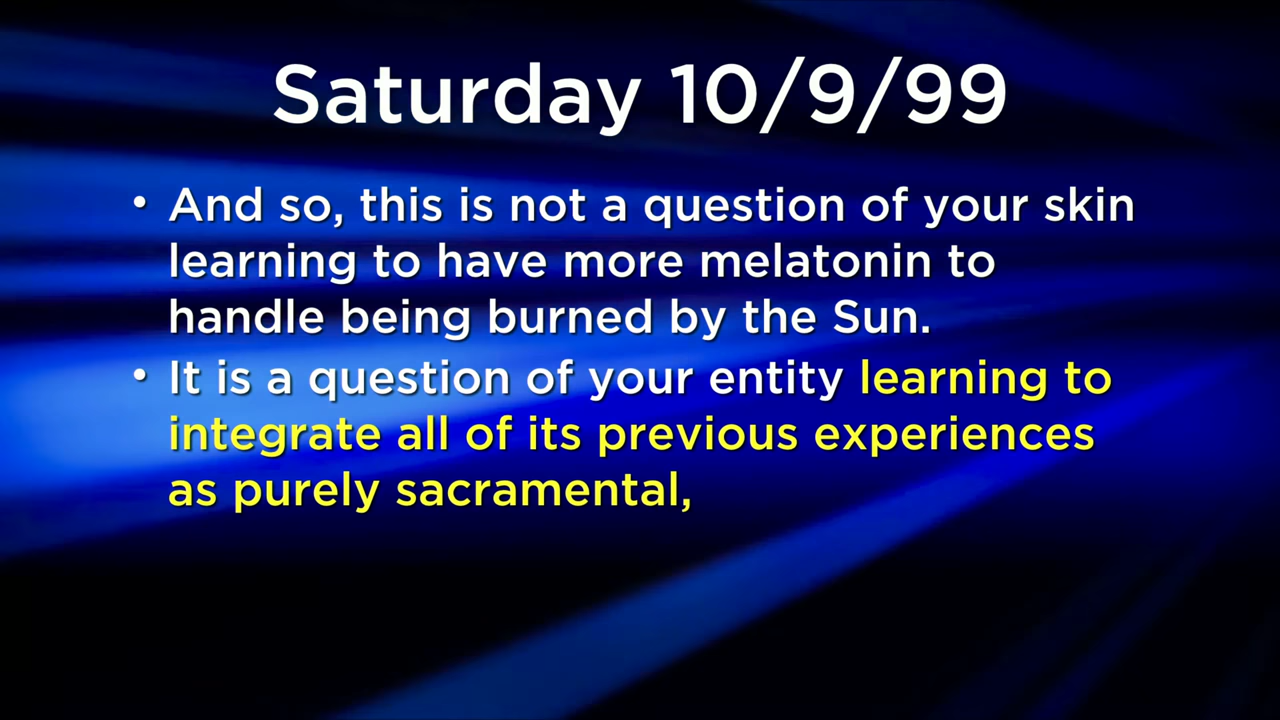 Saturday 10/9/99
• And so, this is not a question of your skin
learning to have more melatonin to
handle being burned by the Sun.
• It is a question of your entity learning to
integrate all of its previous experiences
as purely sacramental,